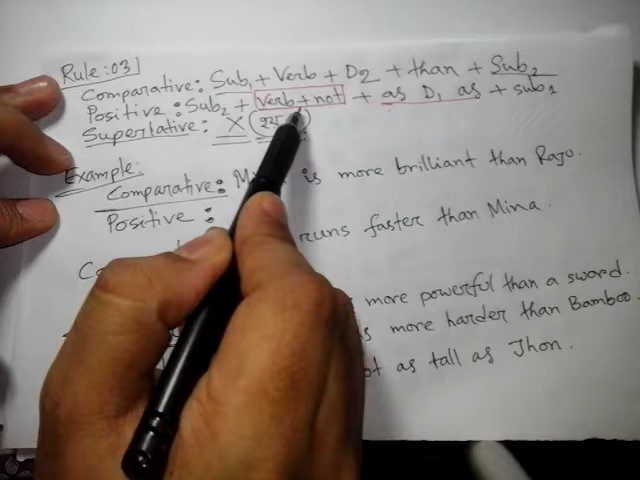 Rule:03
Comparative: Sub1 + Verb + D2 + than + Sub2
Positive : Sub2 + Verb + not + as D1 as + sub1
Superlative: X
Example:
Comparative: is more brilliant than Raju.
Positive :
runs faster than Mina.
more powerful than a sword.
more harder than Bamboo.
as tall as Jhon.